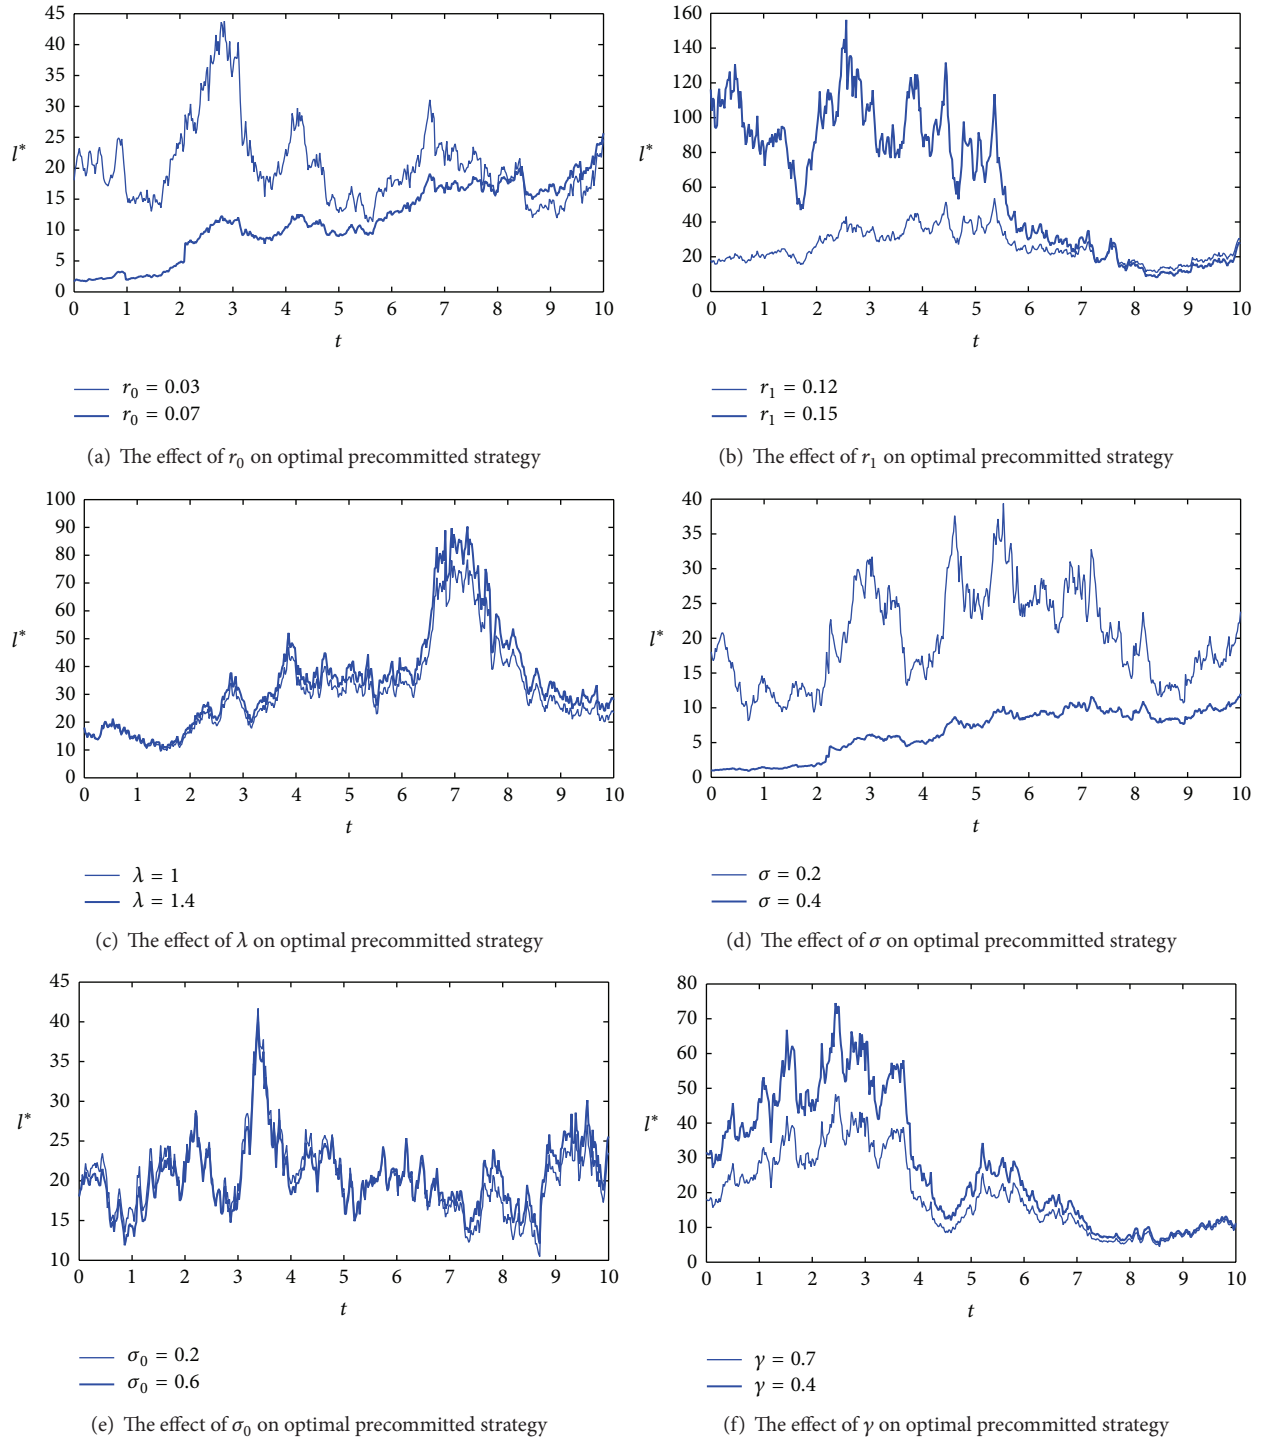 45
40
35
30
25
20
15
10
5
0
l*
0 1 2 3 4 5 6 7 8 9 10
t
r₀ = 0.03
r₀ = 0.07
(a) The effect of r₀ on optimal precommitted strategy
160
140
120
100
80
60
40
20
0
l*
0 1 2 3 4 5 6 7 8 9 10
t
r₁ = 0.12
r₁ = 0.15
(b) The effect of r₁ on optimal precommitted strategy
100
90
80
70
60
50
40
30
20
10
0
l*
0 1 2 3 4 5 6 7 8 9 10
t
λ = 1
λ = 1.4
(c) The effect of λ on optimal precommitted strategy
40
35
30
25
20
15
10
5
0
l*
0 1 2 3 4 5 6 7 8 9 10
t
σ = 0.2
σ = 0.4
(d) The effect of σ on optimal precommitted strategy
45
40
35
30
25
20
15
10
l*
0 1 2 3 4 5 6 7 8 9 10
t
σ₀ = 0.2
σ₀ = 0.6
(e) The effect of σ₀ on optimal precommitted strategy
80
70
60
50
40
30
20
10
0
l*
0 1 2 3 4 5 6 7 8 9 10
t
γ = 0.7
γ = 0.4
(f) The effect of γ on optimal precommitted strategy